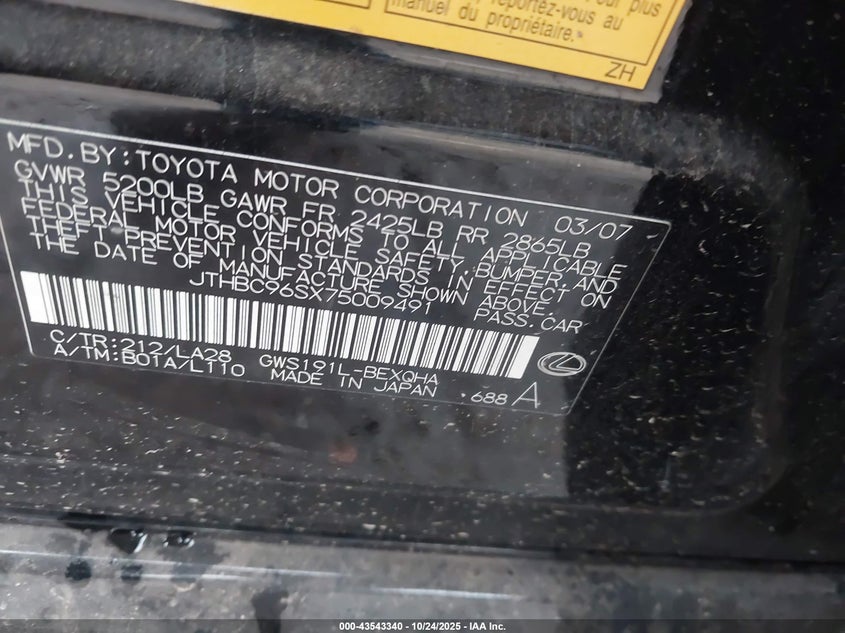 pour plus
, reportez-vous au
manuel du propriétaire.
ZH
MFD.BY:TOYOTA MOTOR CORPORATION 03/07
GVWR 5200LB GAWR FR 2425LB RR 2865LB
THIS VEHICLE CONFORMS TO ALL APPLICABLE
FEDERAL MOTOR VEHICLE SAFETY,BUMPER,AND
THEFT PREVENTION STANDARDS IN EFFECT ON
THE DATE OF MANUFACTURE SHOWN ABOVE.
JTHBC96SX75009491 PASS.CAR
C/TR:212/LA28 GWS191L-BEXQHA
A/TM:B01A/L110 MADE IN JAPAN .688 A
000-43543340 - 10/24/2025 - IAA Inc.